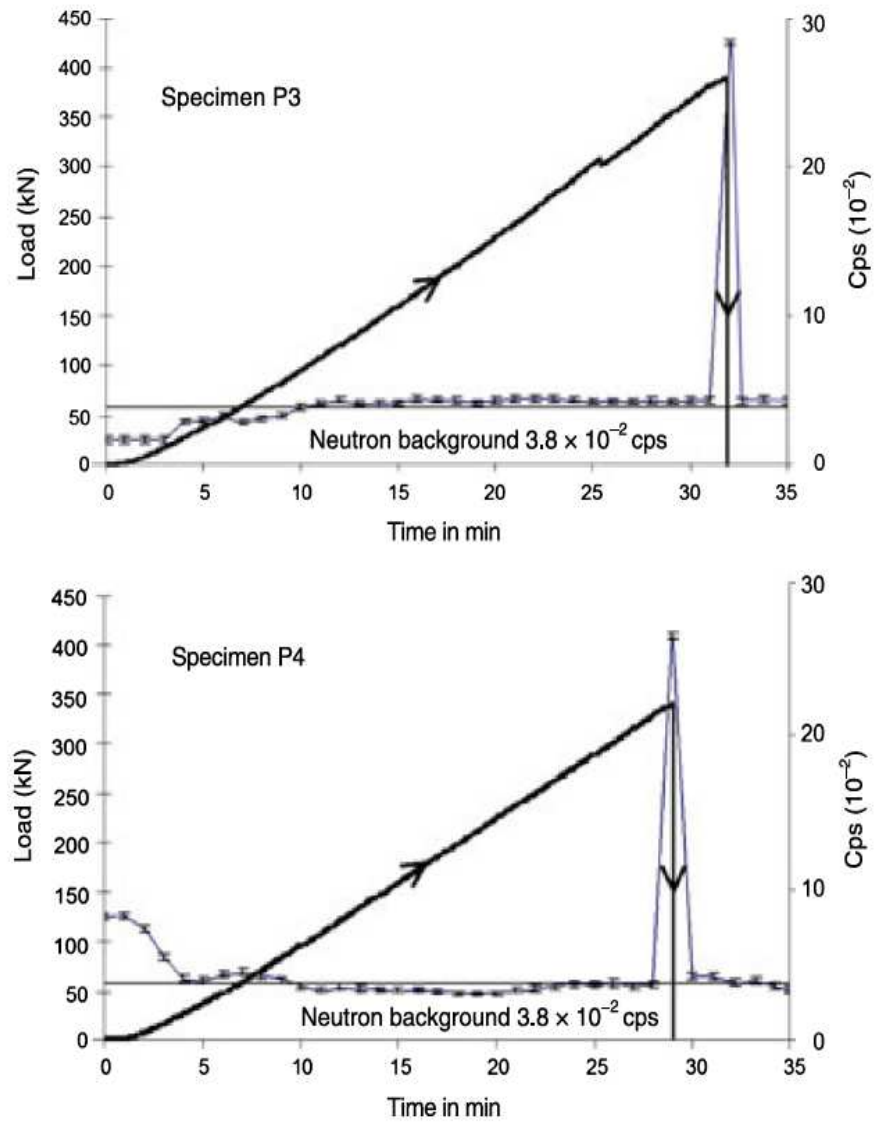 450
400
350
300
250
200
150
100
50
0
Load (kN)
Specimen P3
30
20
10
0
Cps (10⁻²)
Neutron background 3.8 × 10⁻² cps
0 5 10 15 20 25 30 35
Time in min
450
400
350
300
250
200
150
100
50
0
Load (kN)
Specimen P4
30
20
10
0
Cps (10⁻²)
Neutron background 3.8 × 10⁻² cps
0 5 10 15 20 25 30 35
Time in min